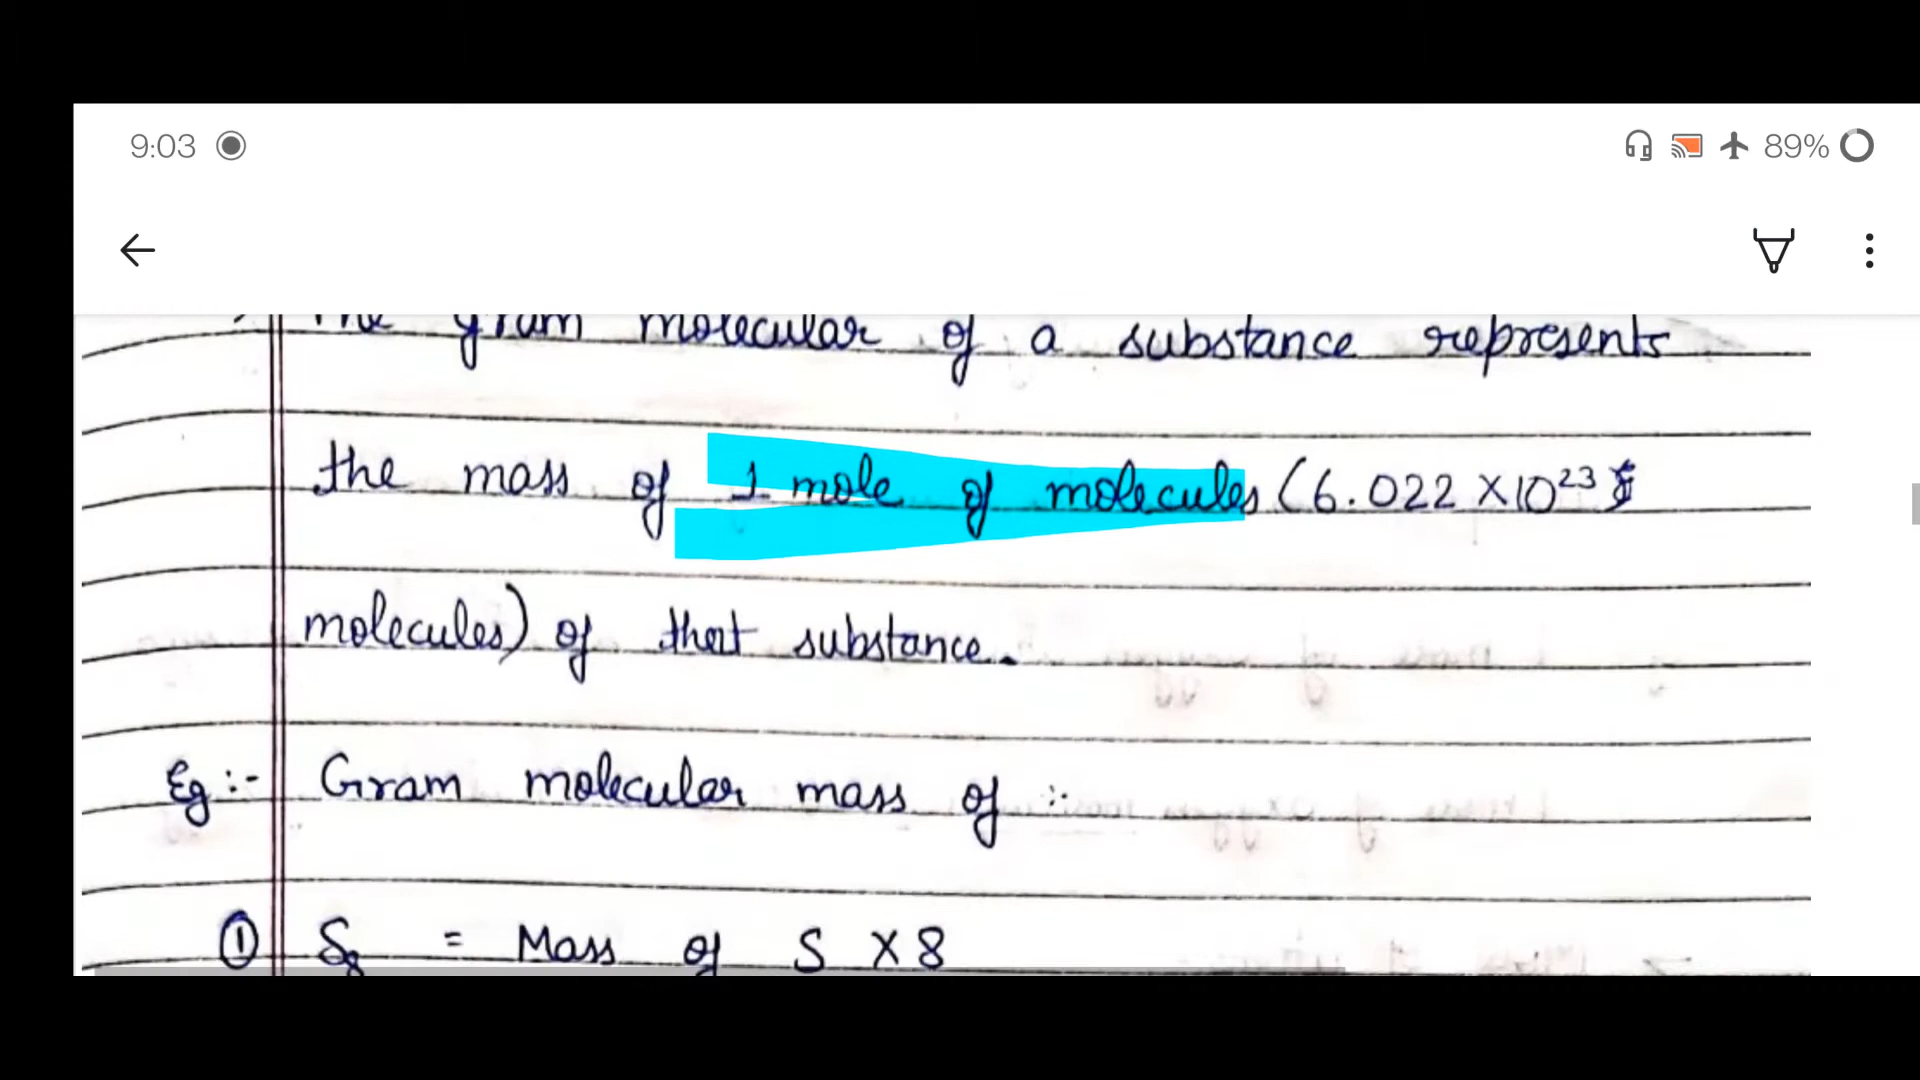 9:03
89%
The gram molecular of a substance represents
the mass of 1 mole of molecules (6.022 X 10²³
molecules) of that substance.
Eg :- Gram molecular mass of :-
① S₈ = Mass of S X 8